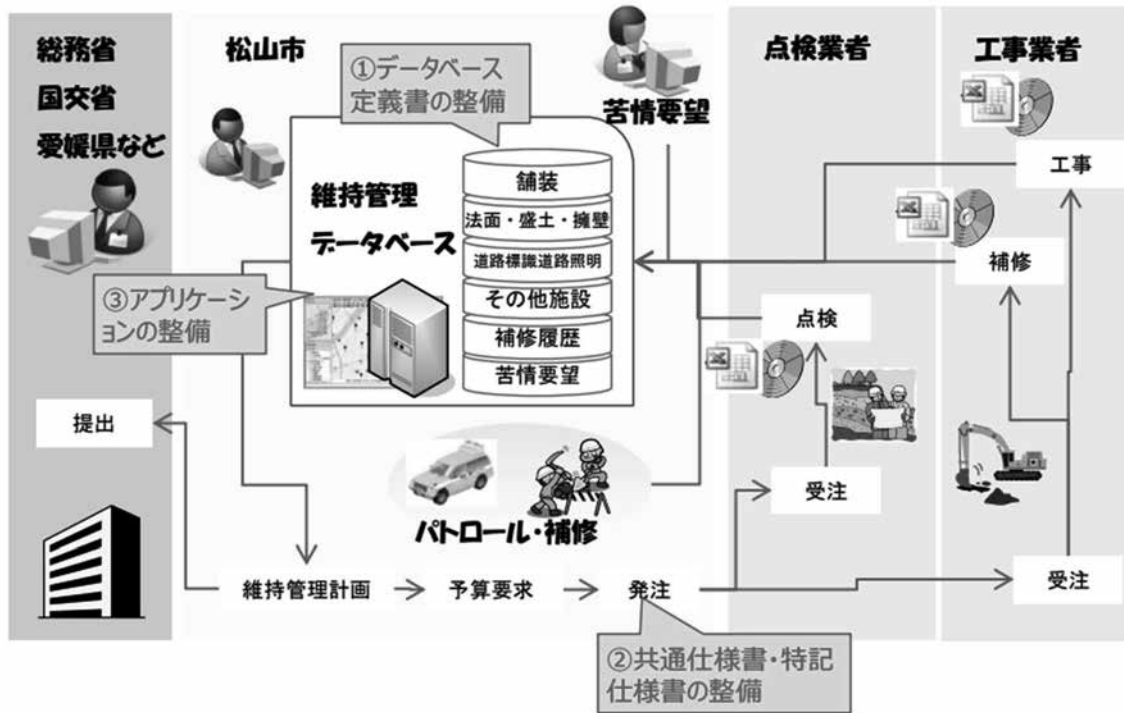 総務省
国交省
愛媛県など
松山市
①データベース
定義書の整備
苦情要望
点検業者
工事業者
維持管理
データベース
舗装
法面・盛土・擁壁
道路標識道路照明
その他施設
補修履歴
苦情要望
③アプリケーシ
ョンの整備
工事
補修
点検
提出
受注
パトロール・補修
維持管理計画
予算要求
発注
受注
②共通仕様書・特記
仕様書の整備